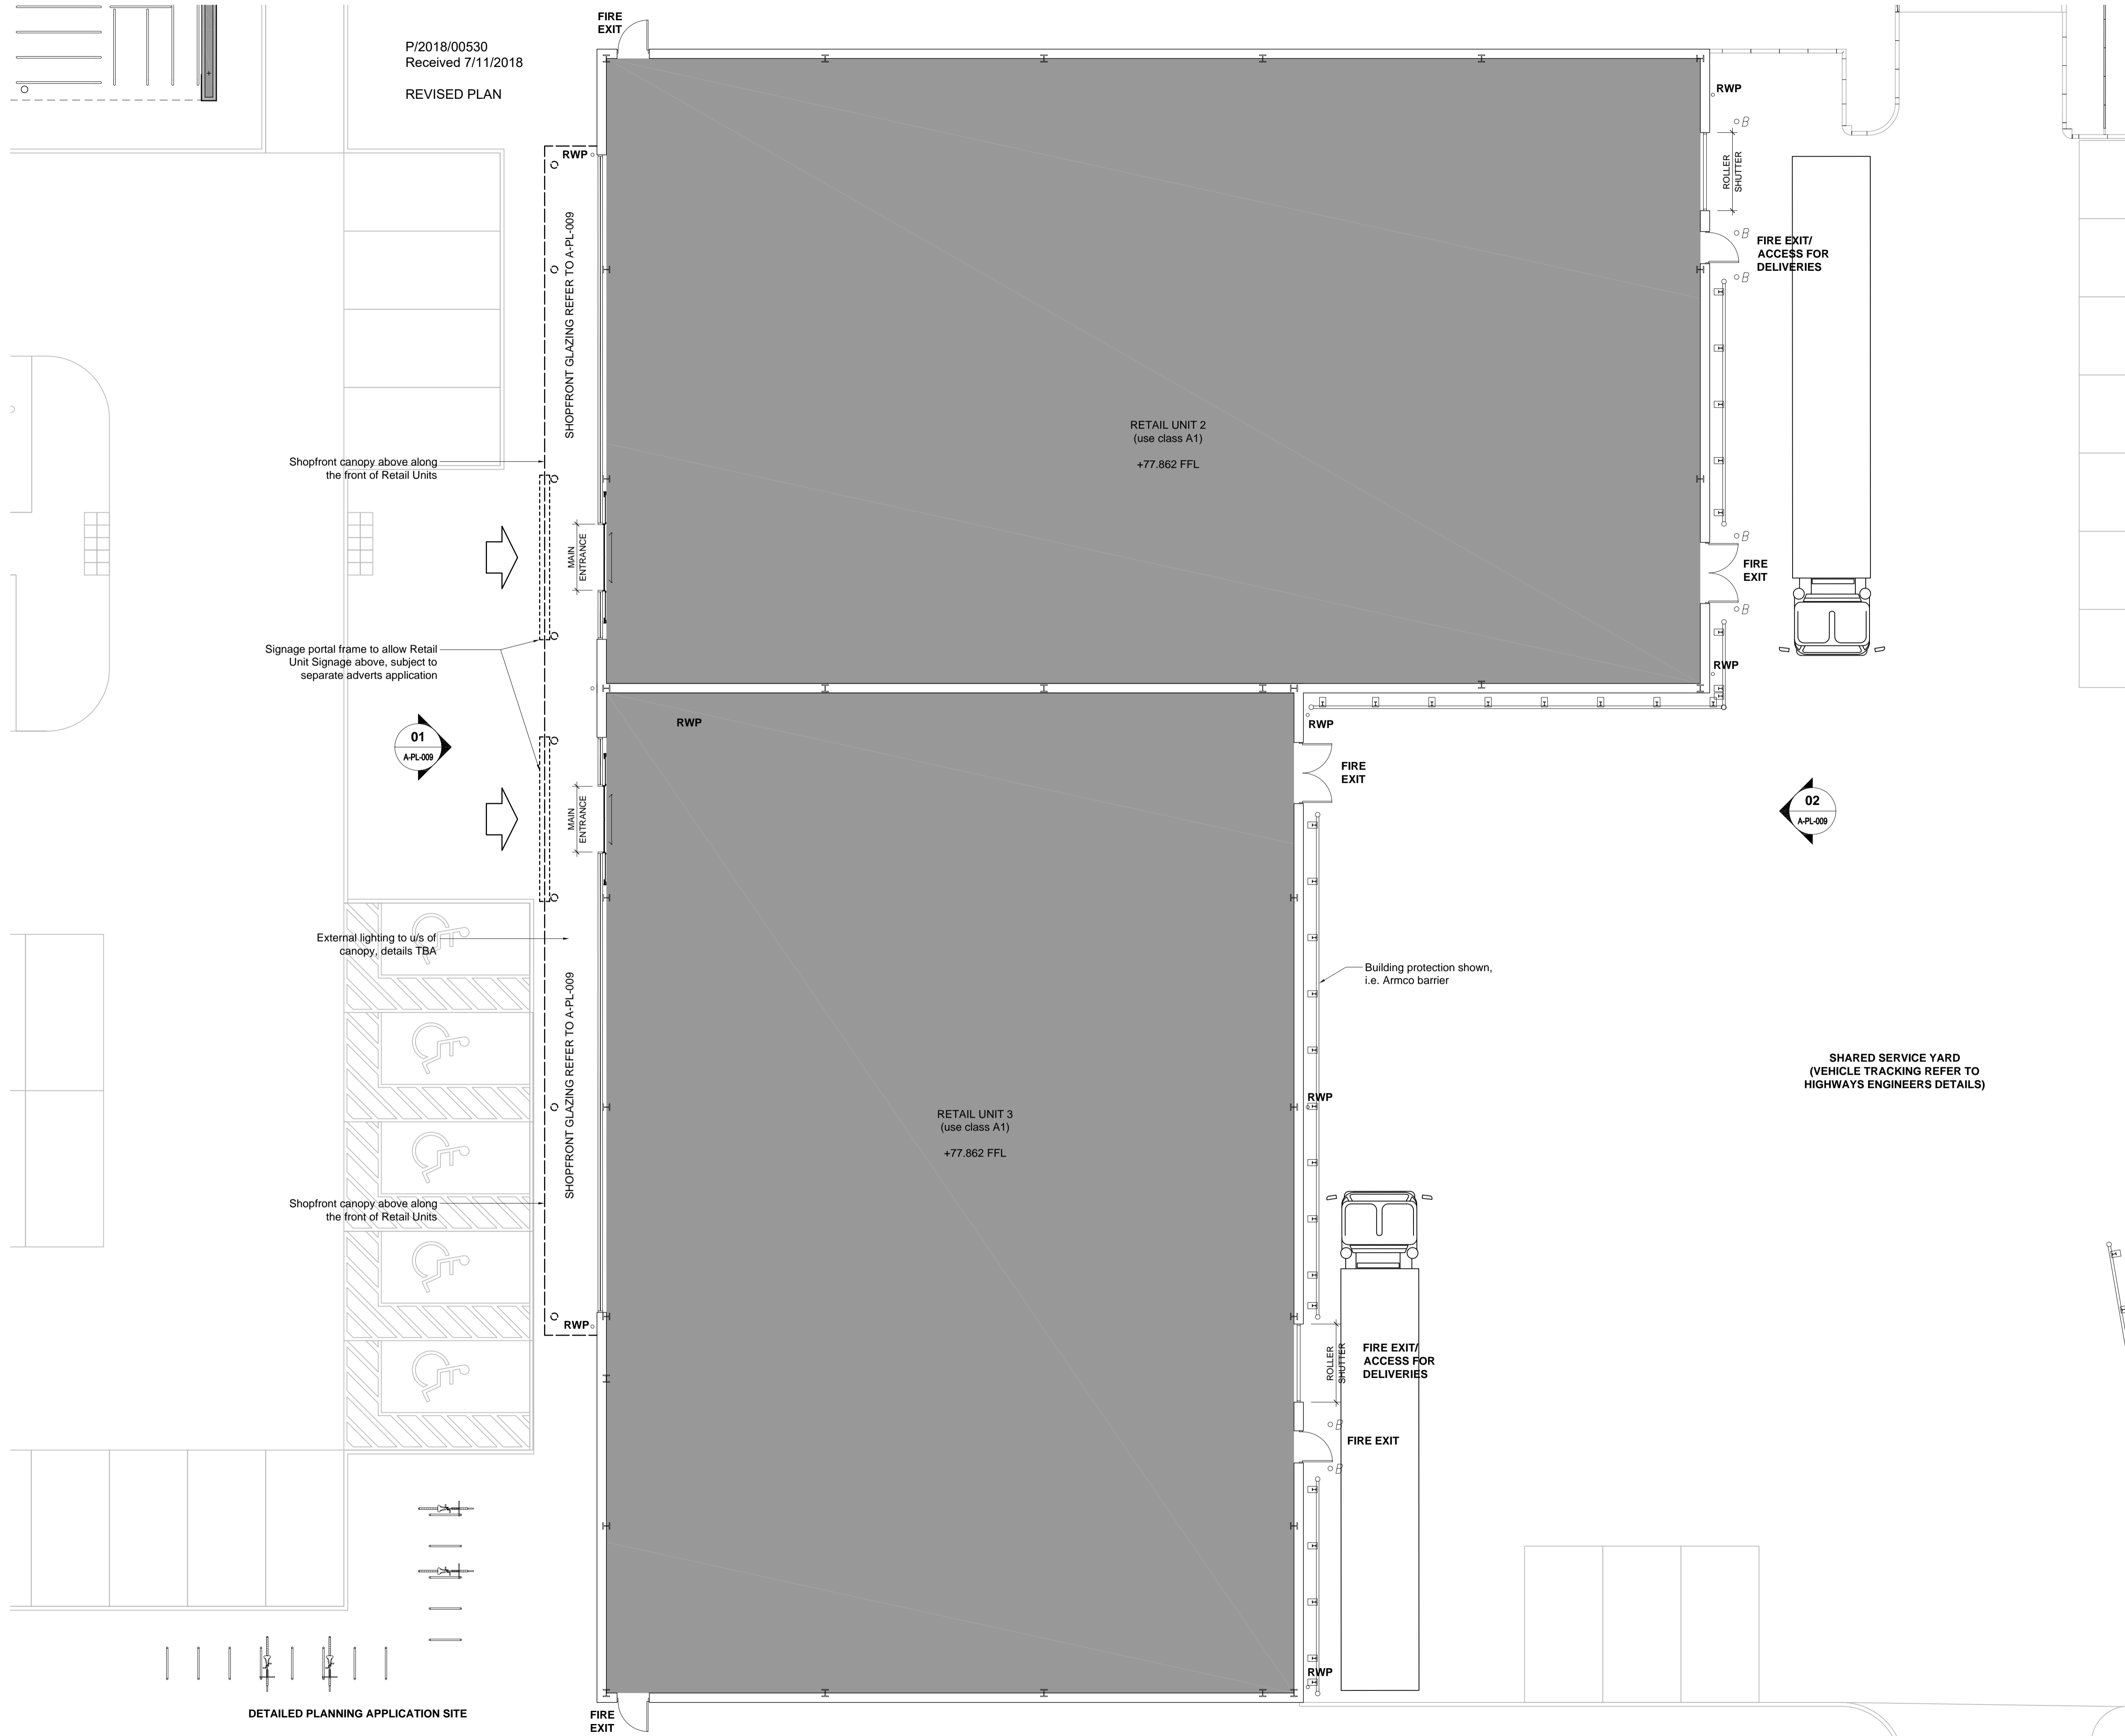 FIRE
EXIT
P/2018/00530
Received 7/11/2018
REVISED PLAN
RWP
RWP
B
ROLLER
SHUTTER
SHOPFRONT GLAZING REFER TO A-PL-009
B
FIRE EXIT/
ACCESS FOR
DELIVERIES
B
RETAIL UNIT 2
(use class A1)
+77.862 FFL
Shopfront canopy above along
the front of Retail Units
MAIN
ENTRANCE
B
FIRE
EXIT
B
Signage portal frame to allow Retail
Unit Signage above, subject to
separate adverts application
RWP
RWP
RWP
01
A-PL-009
FIRE
EXIT
02
A-PL-009
MAIN
ENTRANCE
External lighting to u/s of
canopy, details TBA
Building protection shown,
i.e. Armco barrier
SHOPFRONT GLAZING REFER TO A-PL-009
SHARED SERVICE YARD
(VEHICLE TRACKING REFER TO
HIGHWAYS ENGINEERS DETAILS)
RWP
RETAIL UNIT 3
(use class A1)
+77.862 FFL
Shopfront canopy above along
the front of Retail Units
RWP
ROLLER
SHUTTER
FIRE EXIT/
ACCESS FOR
DELIVERIES
B
FIRE EXIT
B
RWP
DETAILED PLANNING APPLICATION SITE
FIRE
EXIT